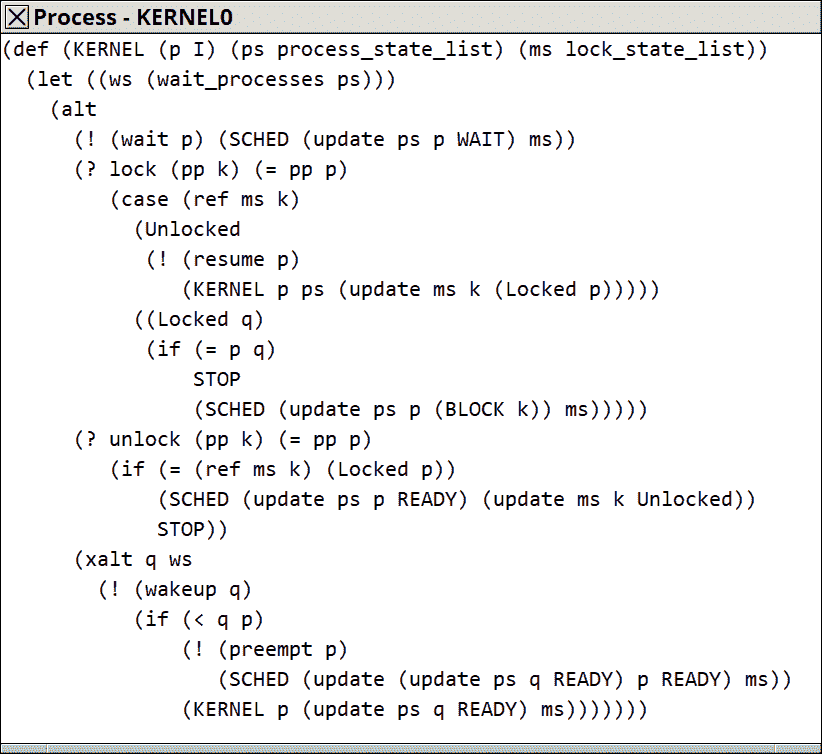 Process - KERNEL0
(def (KERNEL (p I) (ps process_state_list) (ms lock_state_list))
  (let ((ws (wait_processes ps)))
    (alt
      (! (wait p) (SCHED (update ps p WAIT) ms))
      (? lock (pp k) (= pp p)
         (case (ref ms k)
           (Unlocked
            (! (resume p)
               (KERNEL p ps (update ms k (Locked p)))))
           ((Locked q)
            (if (= p q)
                STOP
                (SCHED (update ps p (BLOCK k)) ms)))))
      (? unlock (pp k) (= pp p)
         (if (= (ref ms k) (Locked p))
             (SCHED (update ps p READY) (update ms k Unlocked))
             STOP))
      (xalt q ws
        (! (wakeup q)
           (if (< q p)
               (! (preempt p)
                  (SCHED (update (update ps q READY) p READY) ms))
               (KERNEL p (update ps q READY) ms)))))))